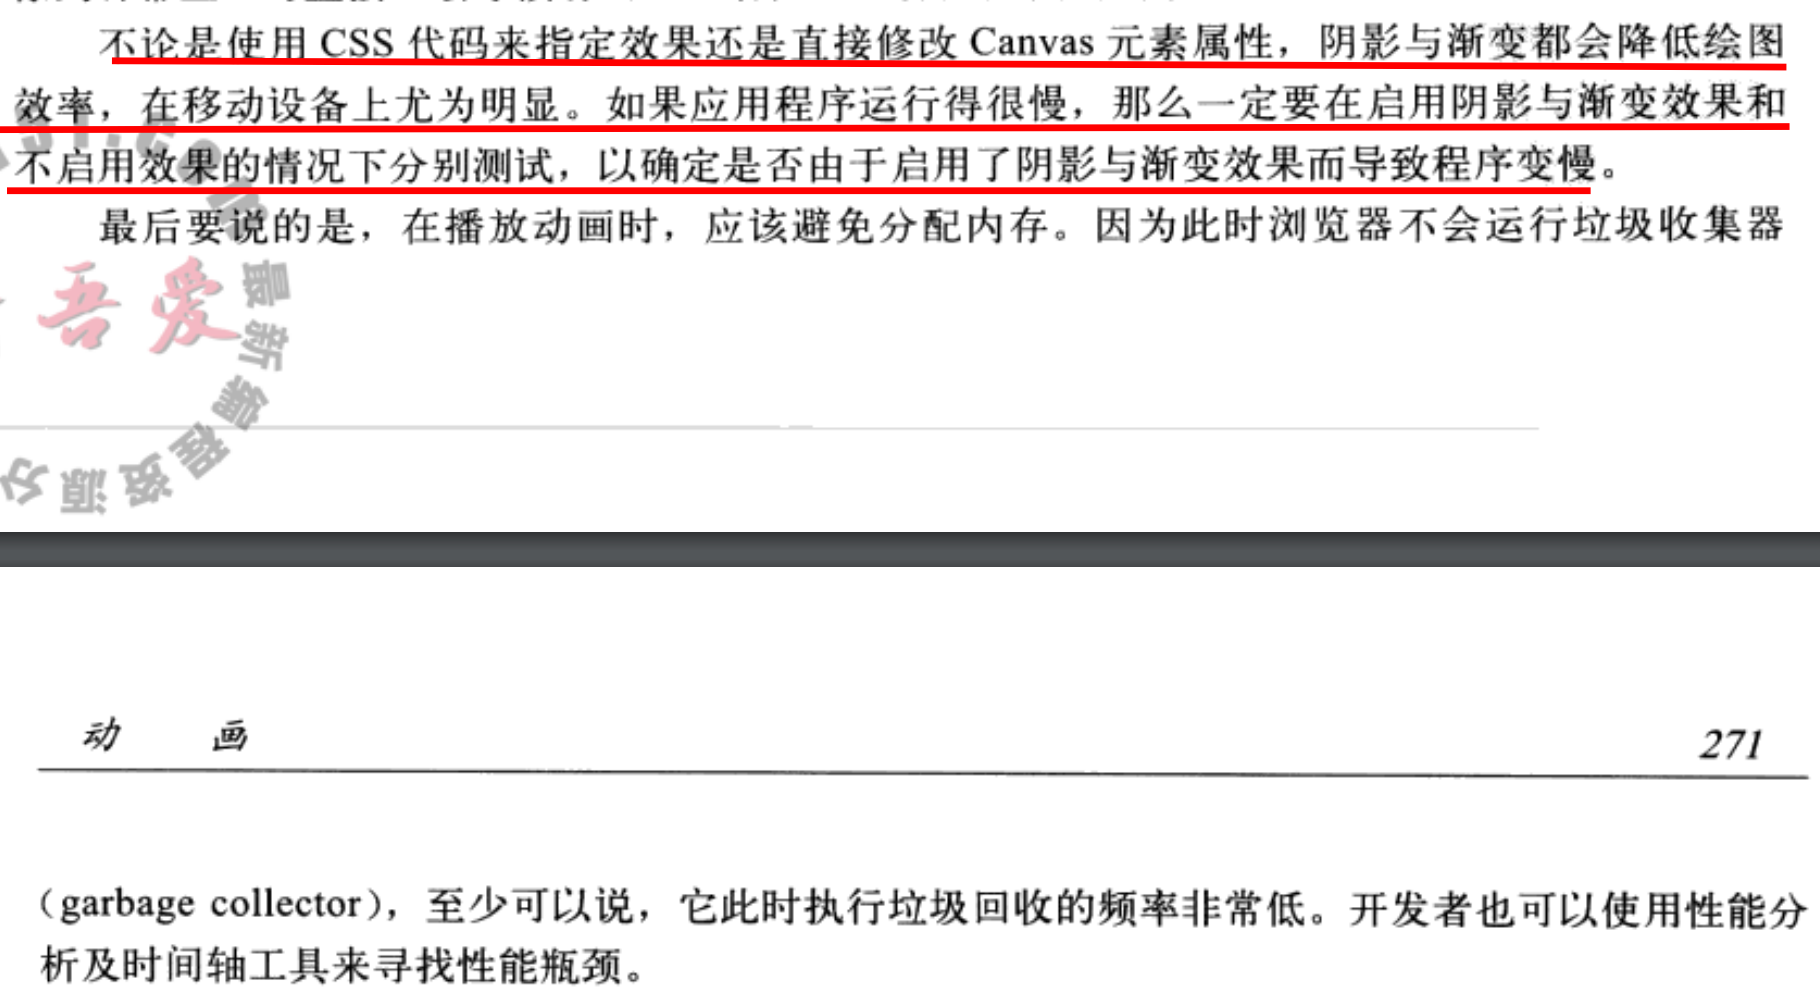 不论是使用 CSS 代码来指定效果还是直接修改 Canvas 元素属性，阴影与渐变都会降低绘图
效率，在移动设备上尤为明显。如果应用程序运行得很慢，那么一定要在启用阴影与渐变效果和
不启用效果的情况下分别测试，以确定是否由于启用了阴影与渐变效果而导致程序变慢。
最后要说的是，在播放动画时，应该避免分配内存。因为此时浏览器不会运行垃圾收集器
吾爱
最新编程资源
动 画 271
（garbage collector），至少可以说，它此时执行垃圾回收的频率非常低。开发者也可以使用性能分
析及时间轴工具来寻找性能瓶颈。